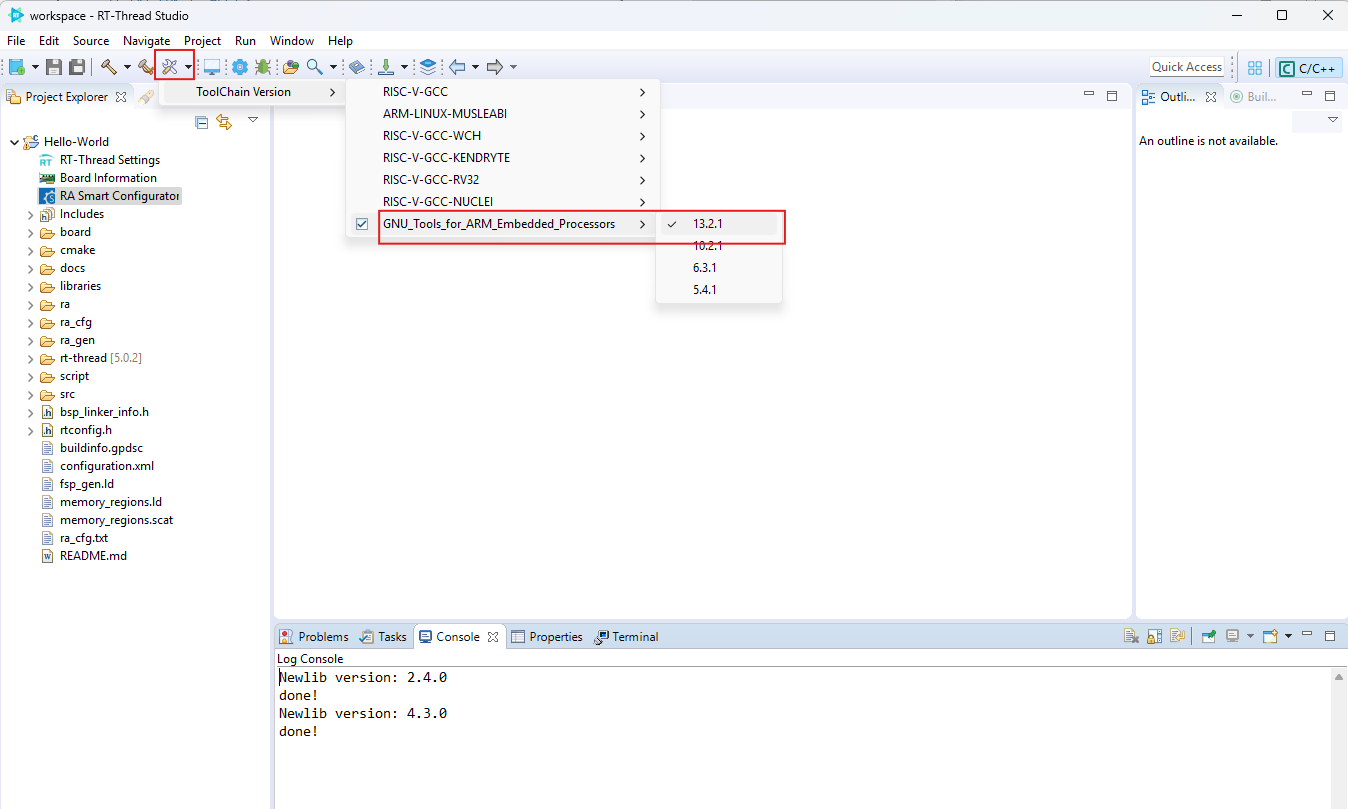 workspace - RT-Thread Studio
File Edit Source Navigate Project Run Window Help
Quick Access
C/C++
Project Explorer
ToolChain Version
RISC-V-GCC
ARM-LINUX-MUSLEABI
RISC-V-GCC-WCH
RISC-V-GCC-KENDRYTE
RISC-V-GCC-RV32
RISC-V-GCC-NUCLEI
GNU_Tools_for_ARM_Embedded_Processors
13.2.1
10.2.1
6.3.1
5.4.1
Outli...
Buil...
An outline is not available.
Hello-World
RT-Thread Settings
Board Information
RA Smart Configurator
Includes
board
cmake
docs
libraries
ra
ra_cfg
ra_gen
rt-thread [5.0.2]
script
src
bsp_linker_info.h
rtconfig.h
buildinfo.gpdsc
configuration.xml
fsp_gen.ld
memory_regions.ld
memory_regions.scat
ra_cfg.txt
README.md
Problems Tasks Console Properties Terminal
Log Console
Newlib version: 2.4.0
done!
Newlib version: 4.3.0
done!